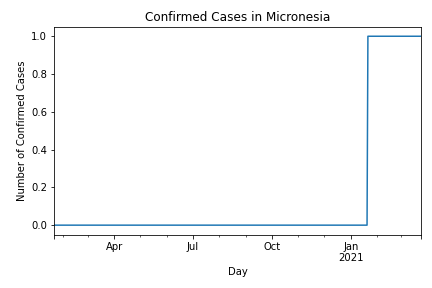 Confirmed Cases in Micronesia
Number of Confirmed Cases
1.0
0.8
0.6
0.4
0.2
0.0
Apr Jul Oct Jan
2021
Day